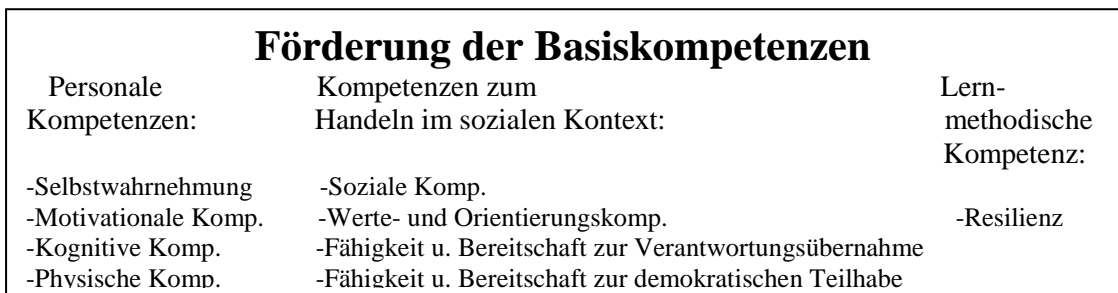 Förderung der Basiskompetenzen
Personale Kompetenzen zum Lern-
Kompetenzen: Handeln im sozialen Kontext: methodische
Kompetenz:
-Selbstwahrnehmung -Soziale Komp.
-Motivationale Komp. -Werte- und Orientierungskomp. -Resilienz
-Kognitive Komp. -Fähigkeit u. Bereitschaft zur Verantwortungsübernahme
-Physische Komp. -Fähigkeit u. Bereitschaft zur demokratischen Teilhabe